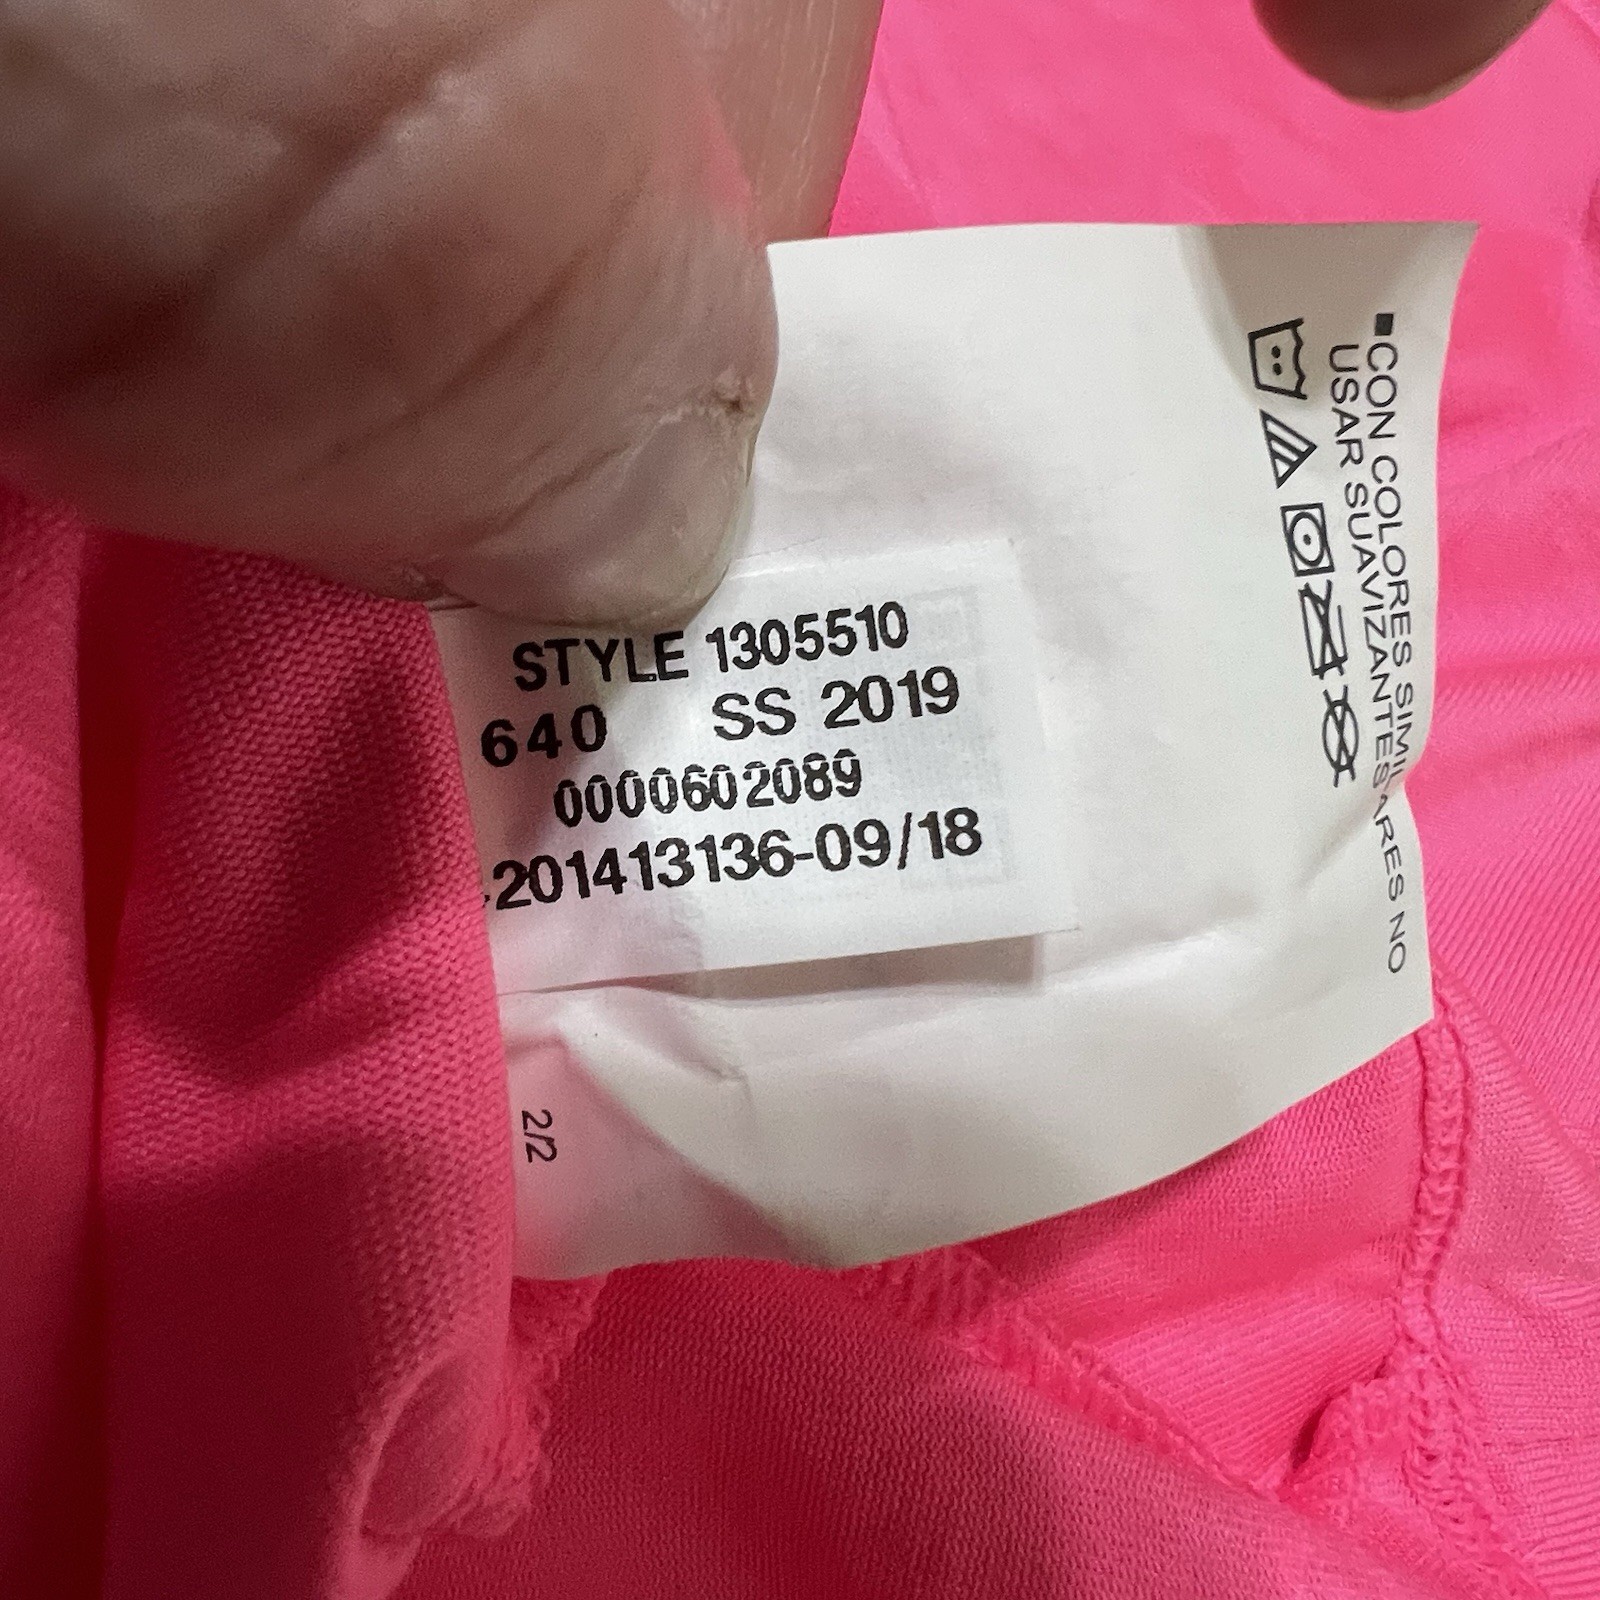 STYLE 1305510
640 SS 2019
0000602089
201413136-09/18
■CON COLORES SIMILARES NO
USAR SUAVIZANTES
2/2